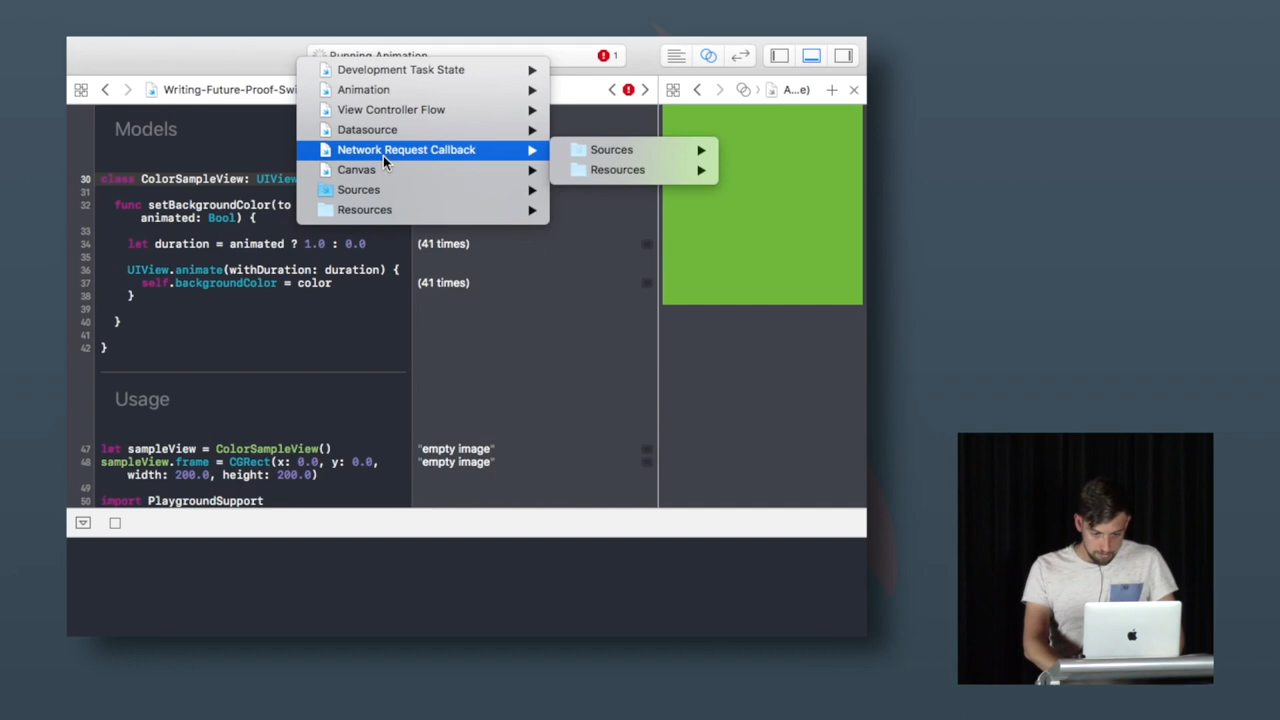 Running Animation
1
Writing-Future-Proof-Swi
A...e)
Development Task State
Animation
View Controller Flow
Datasource
Network Request Callback
Canvas
Sources
Resources
Sources
Resources
Models
30 class ColorSampleView: UIView
31
32 func setBackgroundColor(to
animated: Bool) {
33
34 let duration = animated ? 1.0 : 0.0 (41 times)
35
36 UIView.animate(withDuration: duration) {
37 self.backgroundColor = color (41 times)
38 }
39
40 }
41
42 }
Usage
47 let sampleView = ColorSampleView() "empty image"
48 sampleView.frame = CGRect(x: 0.0, y: 0.0, "empty image"
width: 200.0, height: 200.0)
49
50 import PlaygroundSupport